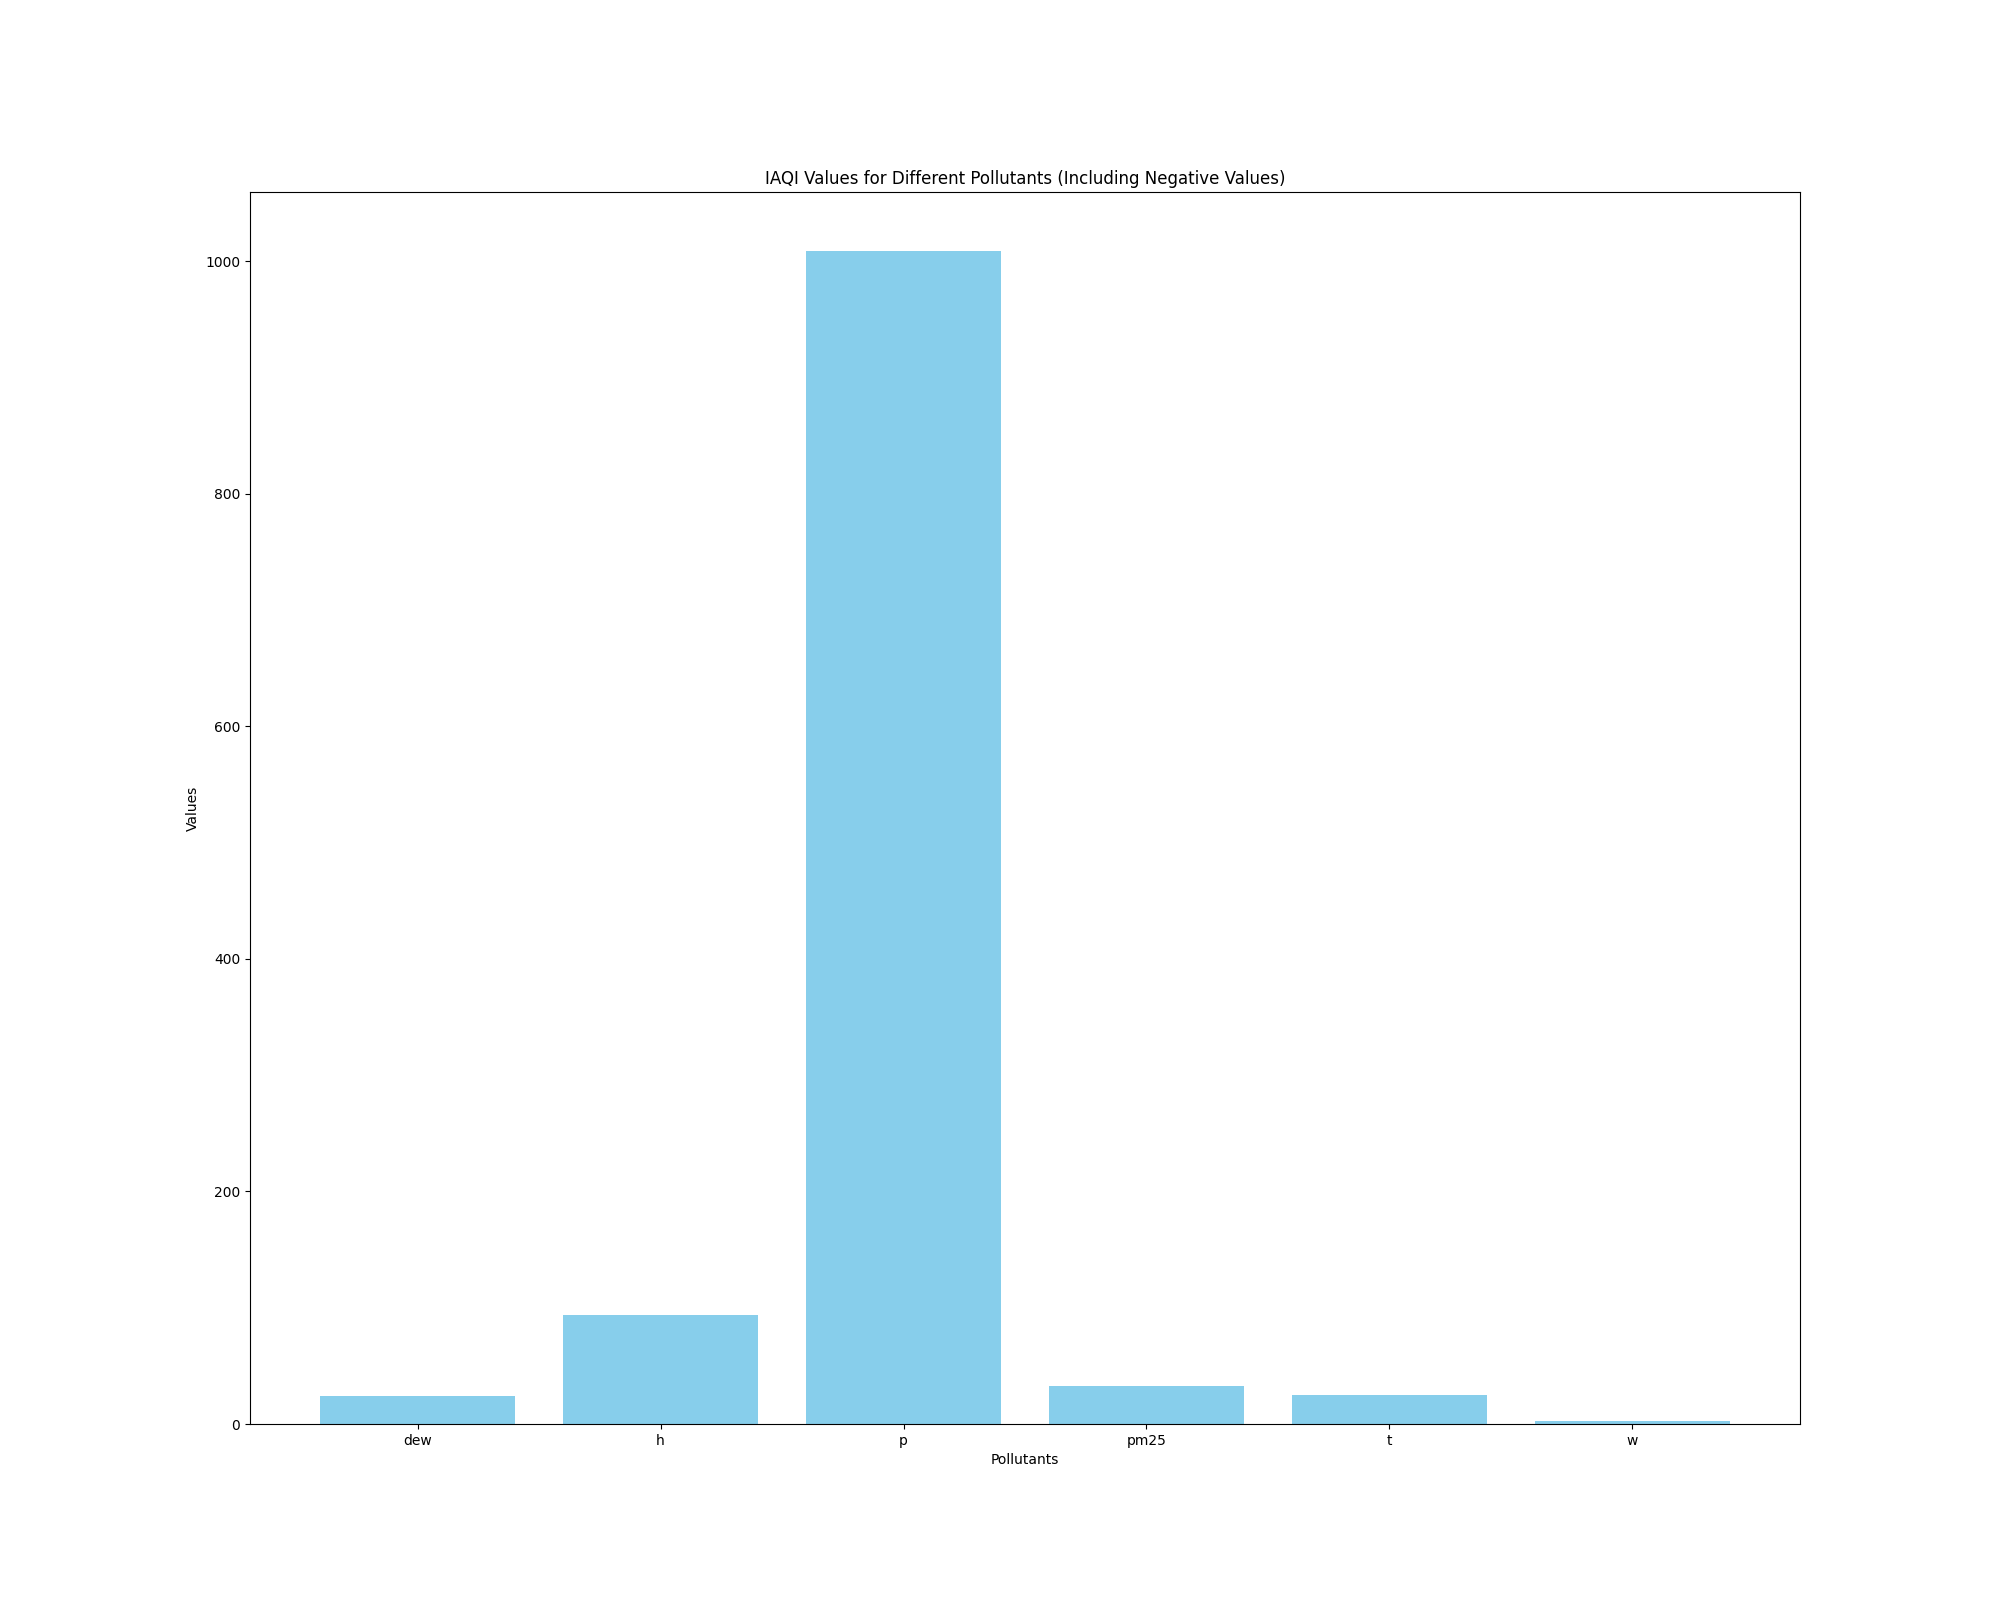 IAQI Values for Different Pollutants (Including Negative Values)
1000
800
600
400
200
0
Values
dew h p pm25 t w
Pollutants